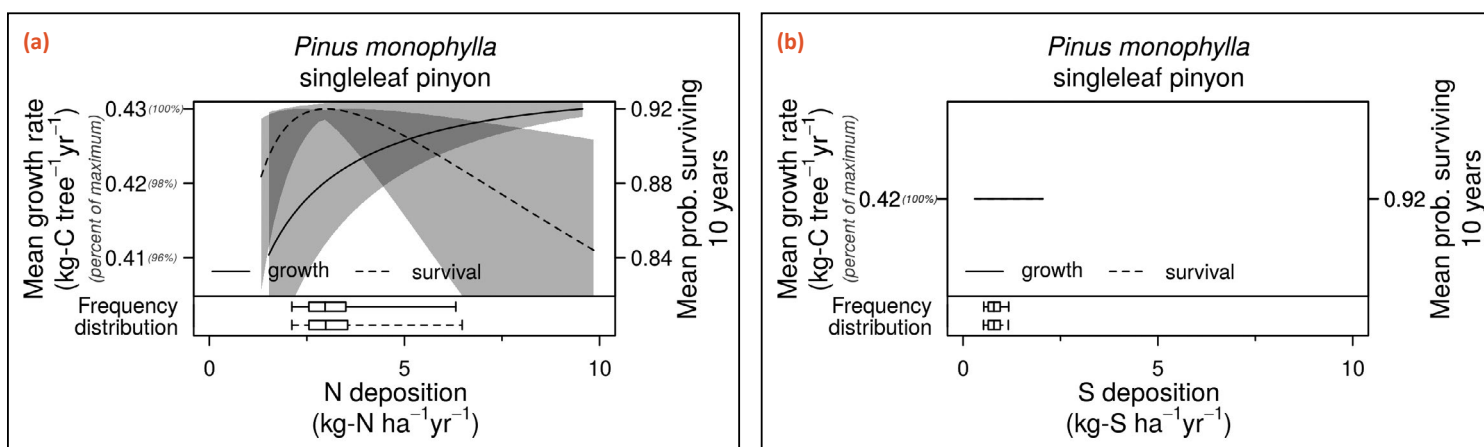 (a)
Pinus monophylla
singleleaf pinyon
Mean growth rate
(kg-C tree⁻¹yr⁻¹)
(percent of maximum)
0.43 (100%)
0.42 (98%)
0.41 (96%)
0.92
0.88
0.84
Mean prob. surviving
10 years
growth
survival
Frequency
distribution
0
5
10
N deposition
(kg-N ha⁻¹yr⁻¹)
(b)
Pinus monophylla
singleleaf pinyon
Mean growth rate
(kg-C tree⁻¹yr⁻¹)
(percent of maximum)
0.42 (100%)
0.92
Mean prob. surviving
10 years
growth
survival
Frequency
distribution
0
5
10
S deposition
(kg-S ha⁻¹yr⁻¹)